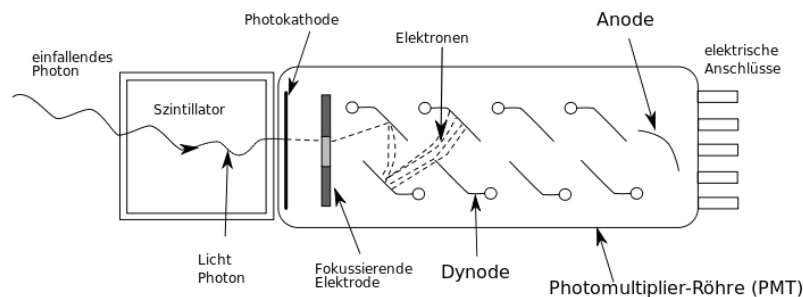 Photokathode
Anode
Elektronen
einfallendes
Photon
elektrische
Anschlüsse
Szintillator
Licht
Photon
Fokussierende
Elektrode
Dynode
Photomultiplier-Röhre (PMT)